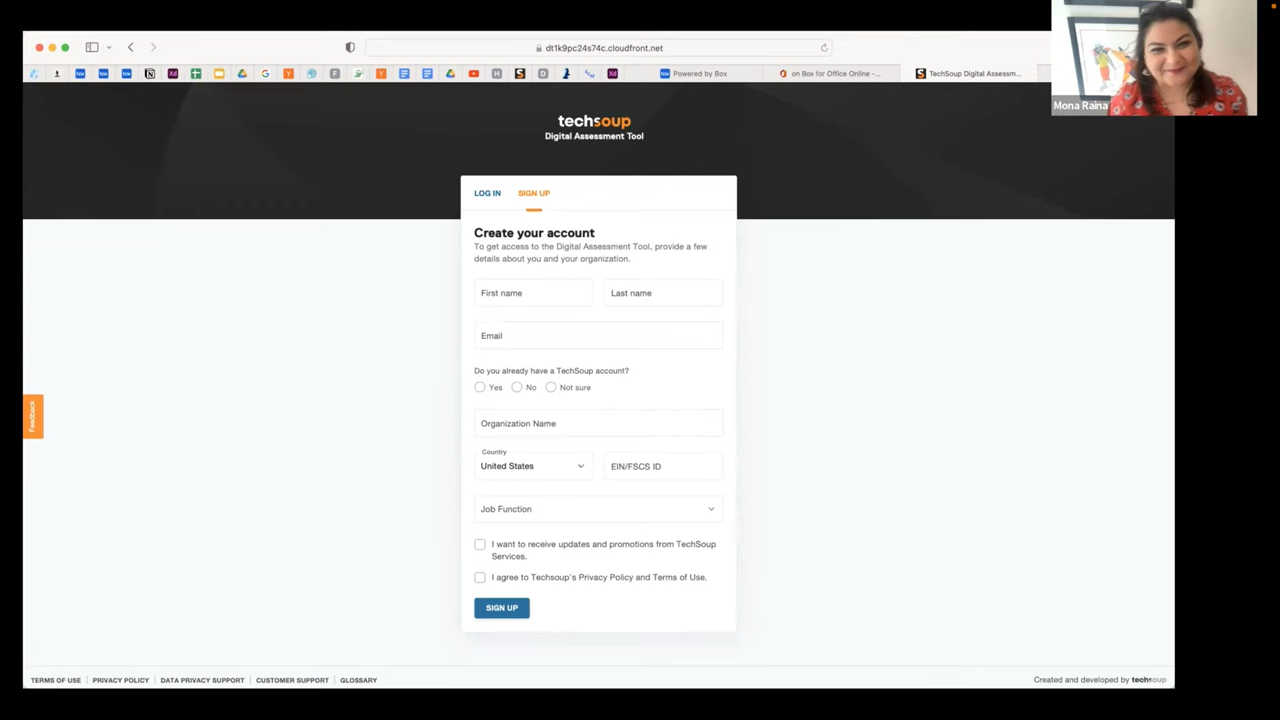 dt1k9pc24s74c.cloudfront.net
Powered by Box
on Box for Office Online -...
TechSoup Digital Assessm...
Mona Raina
techsoup
Digital Assessment Tool
LOG IN
SIGN UP
Create your account
To get access to the Digital Assessment Tool, provide a few
details about you and your organization.
First name
Last name
Email
Do you already have a TechSoup account?
Yes
No
Not sure
Feedback
Organization Name
Country
United States
EIN/FSCS ID
Job Function
I want to receive updates and promotions from TechSoup
Services.
I agree to Techsoup's Privacy Policy and Terms of Use.
SIGN UP
TERMS OF USE
PRIVACY POLICY
DATA PRIVACY SUPPORT
CUSTOMER SUPPORT
GLOSSARY
Created and developed by techsoup